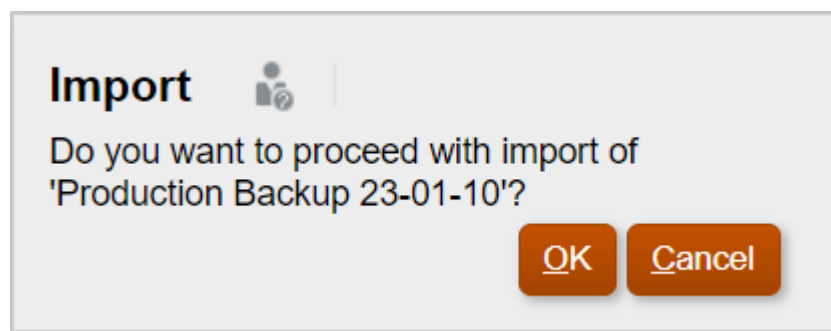 Import
Do you want to proceed with import of
'Production Backup 23-01-10'?
OK Cancel